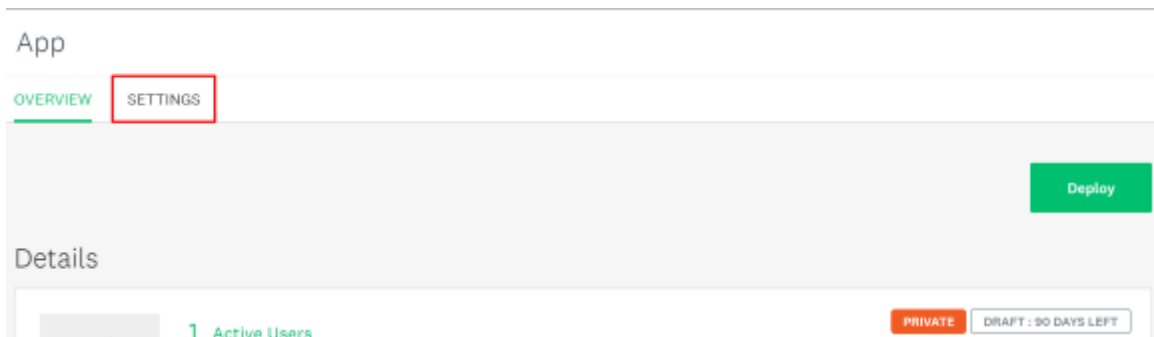 App
OVERVIEW SETTINGS
Deploy
Details
1 Active Users
PRIVATE DRAFT : 90 DAYS LEFT